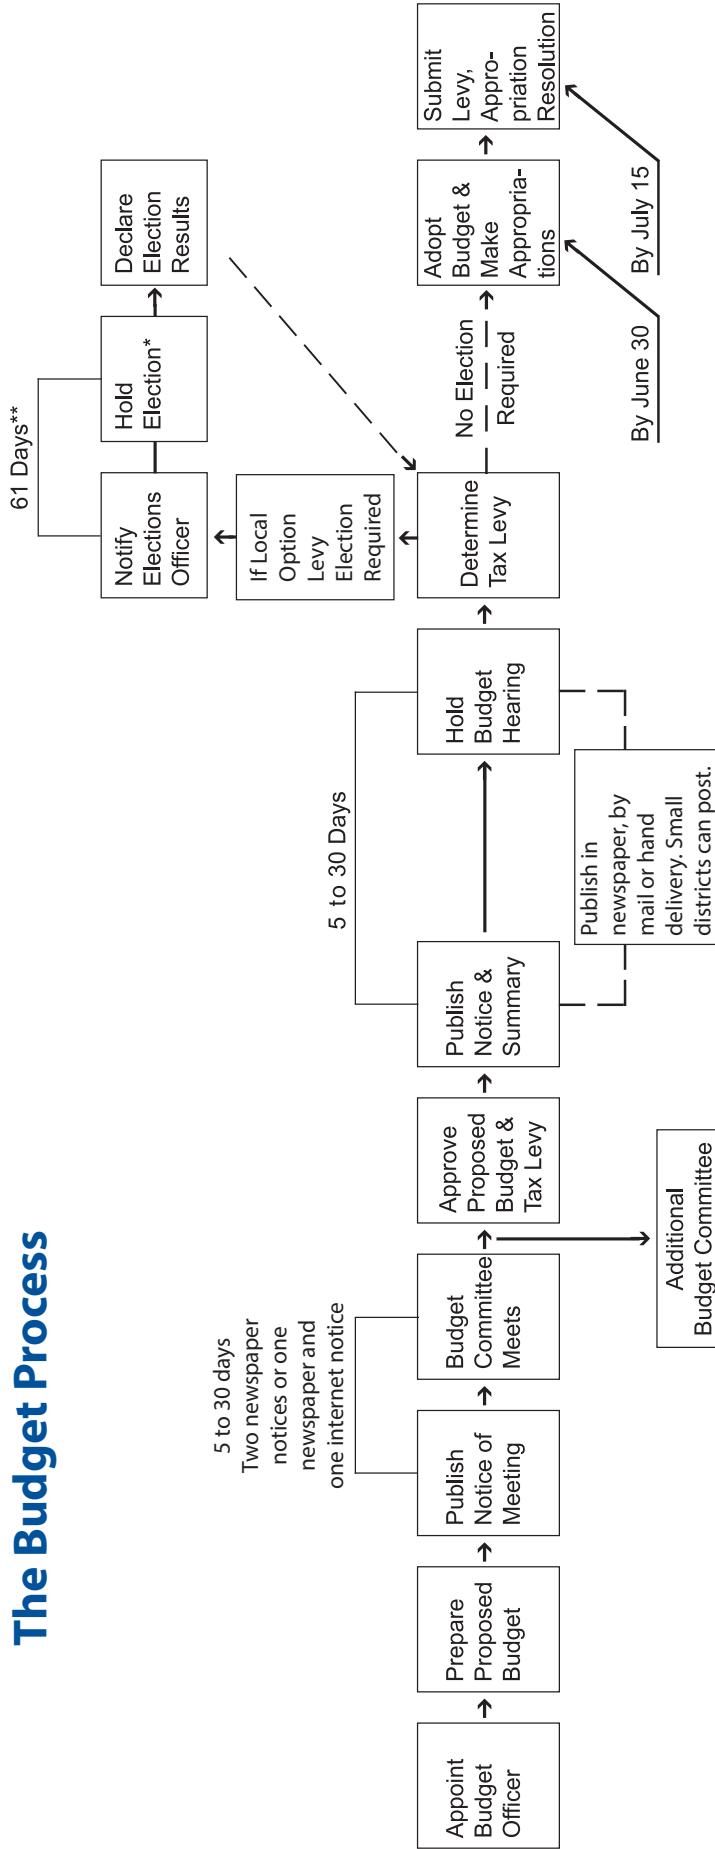 The Budget Process
Appoint
Budget
Officer
Prepare
Proposed
Budget
5 to 30 days
Two newspaper
notices or one
newspaper and
one internet notice
Publish
Notice of
Meeting
Budget
Committee
Meets
Additional
Budget Committee
Approve
Proposed
Budget &
Tax Levy
5 to 30 Days
Publish
Notice &
Summary
Publish in
newspaper, by
mail or hand
delivery. Small
districts can post.
Hold
Budget
Hearing
Determine
Tax Levy
If Local
Option
Levy
Election
Required
61 Days**
Notify
Elections
Officer
Hold
Election*
Declare
Election
Results
No Election
Required
Adopt
Budget &
Make
Appropria-
tions
Submit
Levy,
Appro-
priation
Resolution
By June 30
By July 15